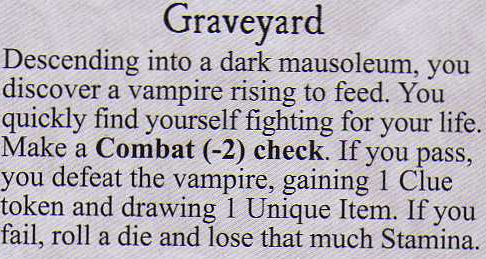 Graveyard
Descending into a dark mausoleum, you
discover a vampire rising to feed. You
quickly find yourself fighting for your life.
Make a Combat (-2) check. If you pass,
you defeat the vampire, gaining 1 Clue
token and drawing 1 Unique Item. If you
fail, roll a die and lose that much Stamina.